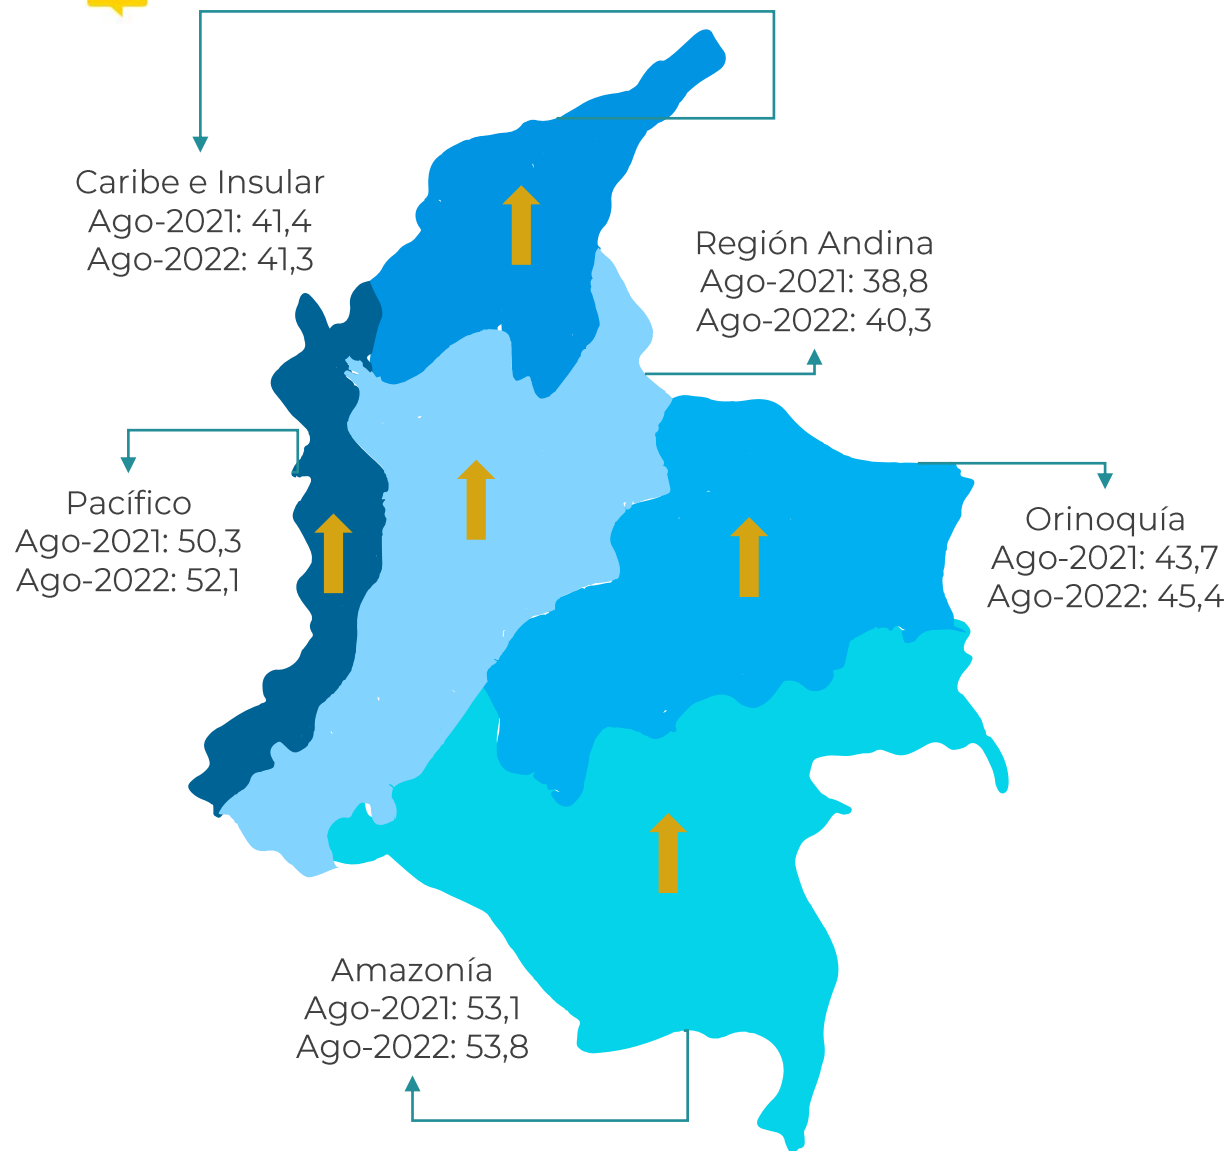 Caribe e Insular
Ago-2021: 41,4
Ago-2022: 41,3
Región Andina
Ago-2021: 38,8
Ago-2022: 40,3
Pacífico
Ago-2021: 50,3
Ago-2022: 52,1
Orinoquía
Ago-2021: 43,7
Ago-2022: 45,4
Amazonía
Ago-2021: 53,1
Ago-2022: 53,8